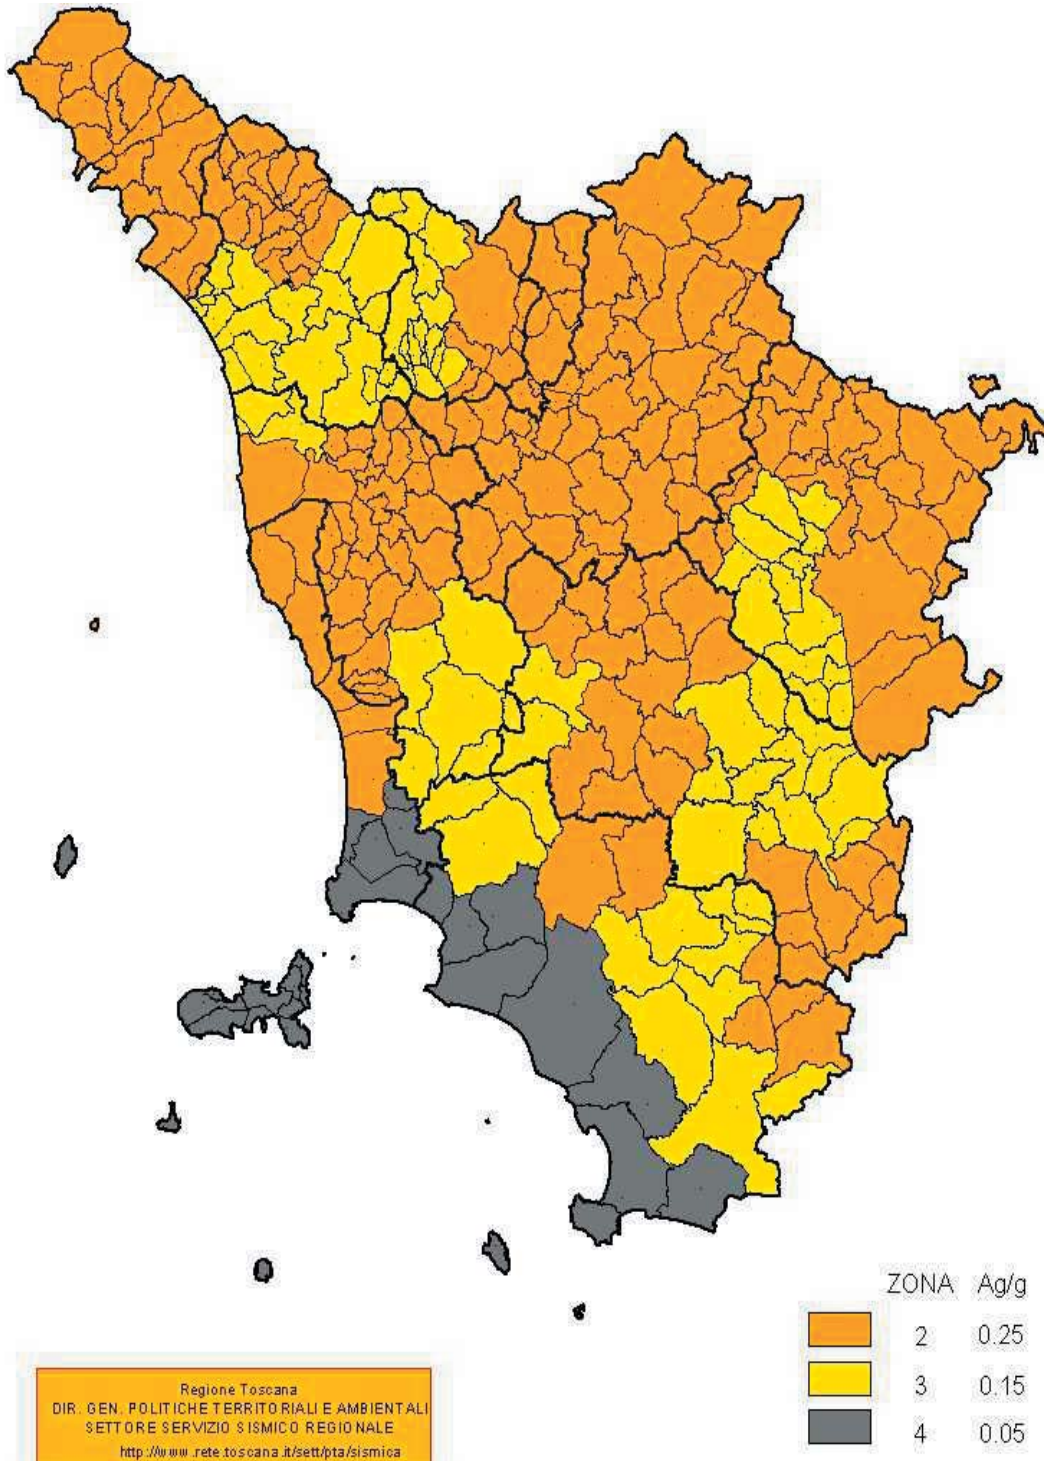 ZONA Ag/g
2 0.25
3 0.15
4 0.05
Regione Toscana
DIR. GEN. POLITICHE TERRITORIALI E AMBIENTALI
SETTORE SERVIZIO SISMICO REGIONALE
http://www.rete.toscana.it/sett/pta/sismica